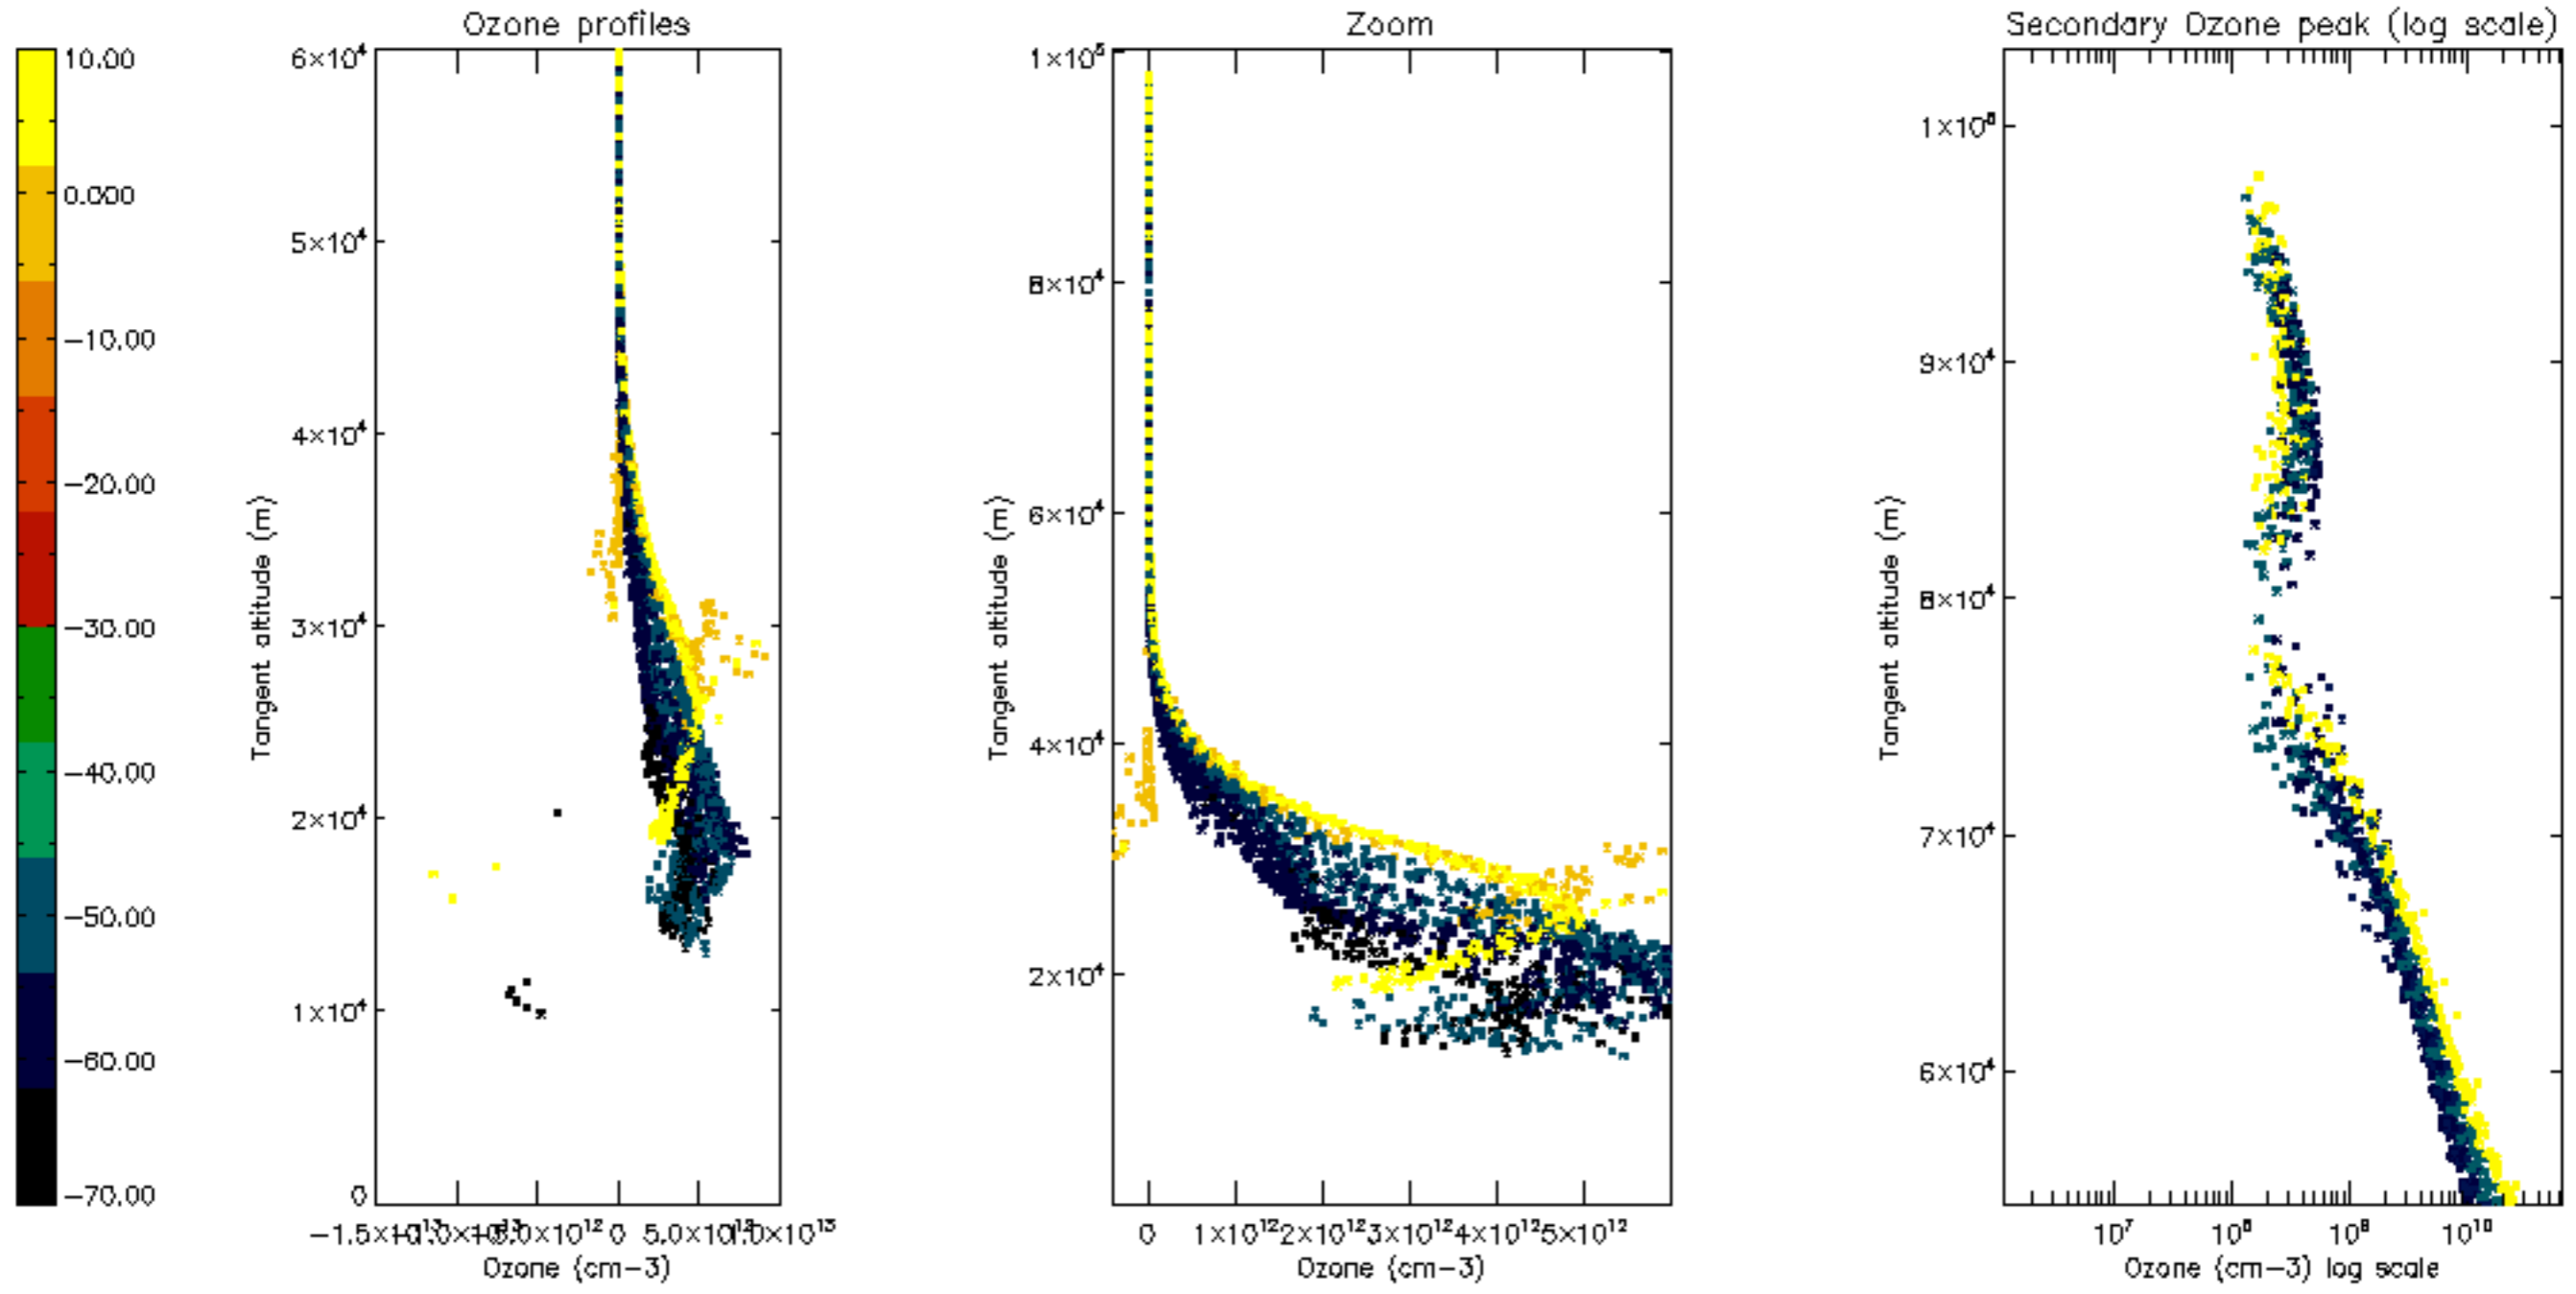 Ozone profiles
Zoom
Secondary Ozone peak (log scale)
10.00
0.00
−10.00
−20.00
−30.00
−40.00
−50.00
−60.00
−70.00
6×10⁴
5×10⁴
4×10⁴
3×10⁴
2×10⁴
1×10⁴
0
Tangent altitude (m)
5.0×10¹² 0
Ozone (cm−3)
1×10⁵
8×10⁴
6×10⁴
4×10⁴
2×10⁴
Tangent altitude (m)
0 1×10¹² 2×10¹² 3×10¹² 4×10¹² 5×10¹²
Ozone (cm−3)
1×10⁵
9×10⁴
8×10⁴
7×10⁴
6×10⁴
Tangent altitude (m)
10⁷ 10⁸ 10⁹ 10¹⁰
Ozone (cm−3) log scale